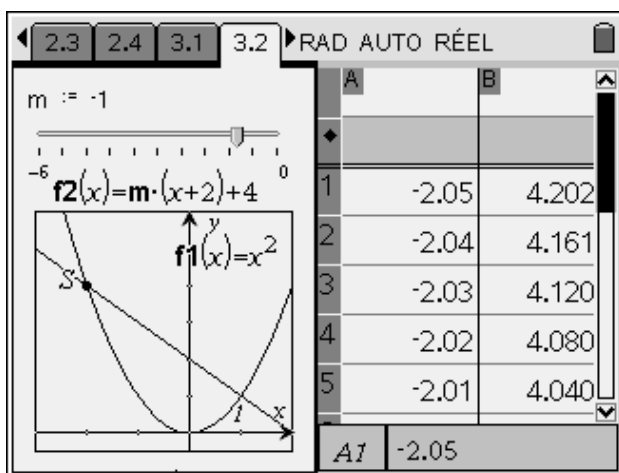 2.3 2.4 3.1 3.2 RAD AUTO RÉEL
m := -1
-6 0
f2(x)=m·(x+2)+4
y
f1(x)=x²
S
1 x
A B
1 -2.05 4.202
2 -2.04 4.161
3 -2.03 4.120
4 -2.02 4.080
5 -2.01 4.040
A1 -2.05